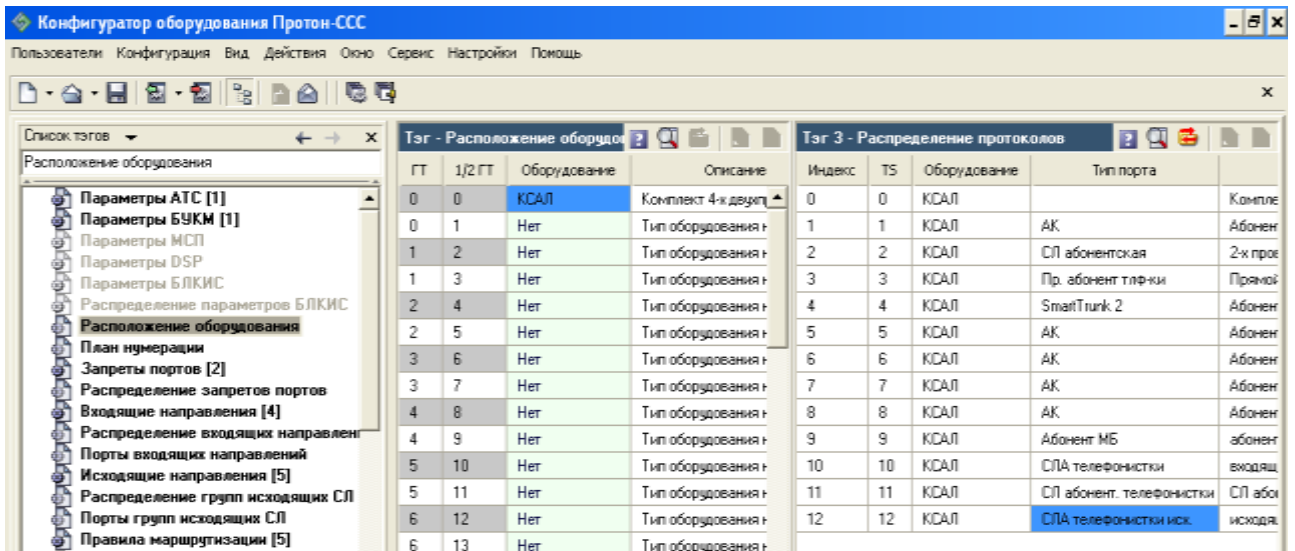 Конфигуратор оборудования Протон-ССС
Пользователи Конфигурация Вид Действия Окно Сервис Настройки Помощь
Список тэгов
Расположение оборудования
Параметры АТС [1]
Параметры БУКМ [1]
Параметры МСП
Параметры DSP
Параметры БЛКИС
Распределение параметров БЛКИС
Расположение оборудования
План нумерации
Запреты портов [2]
Распределение запретов портов
Входящие направления [4]
Распределение входящих направлен
Порты входящих направлений
Исходящие направления [5]
Распределение групп исходящих СЛ
Порты групп исходящих СЛ
Правила маршрутизации [5]
Тэг - Расположение оборудов
ГТ 1/2 ГТ Оборудование Описание
0 0 КСАЛ Комплект 4-х двухп
0 1 Нет Тип оборудования н
1 2 Нет Тип оборудования н
1 3 Нет Тип оборудования н
2 4 Нет Тип оборудования н
2 5 Нет Тип оборудования н
3 6 Нет Тип оборудования н
3 7 Нет Тип оборудования н
4 8 Нет Тип оборудования н
4 9 Нет Тип оборудования н
5 10 Нет Тип оборудования н
5 11 Нет Тип оборудования н
6 12 Нет Тип оборудования н
6 13 Нет Тип оборудования н
Тэг 3 - Распределение протоколов
Индекс TS Оборудование Тип порта
0 0 КСАЛ Компле
1 1 КСАЛ АК Абонен
2 2 КСАЛ СЛ абонентская 2-х пров
3 3 КСАЛ Пр. абонент тлф-ки Прямой
4 4 КСАЛ SmartTrunk 2 Абонен
5 5 КСАЛ АК Абонен
6 6 КСАЛ АК Абонен
7 7 КСАЛ АК Абонен
8 8 КСАЛ АК Абонен
9 9 КСАЛ Абонент МБ абонен
10 10 КСАЛ СЛА телефонистки входящ
11 11 КСАЛ СЛ абонент. телефонистки СЛ або
12 12 КСАЛ СЛА телефонистки исх. исходя